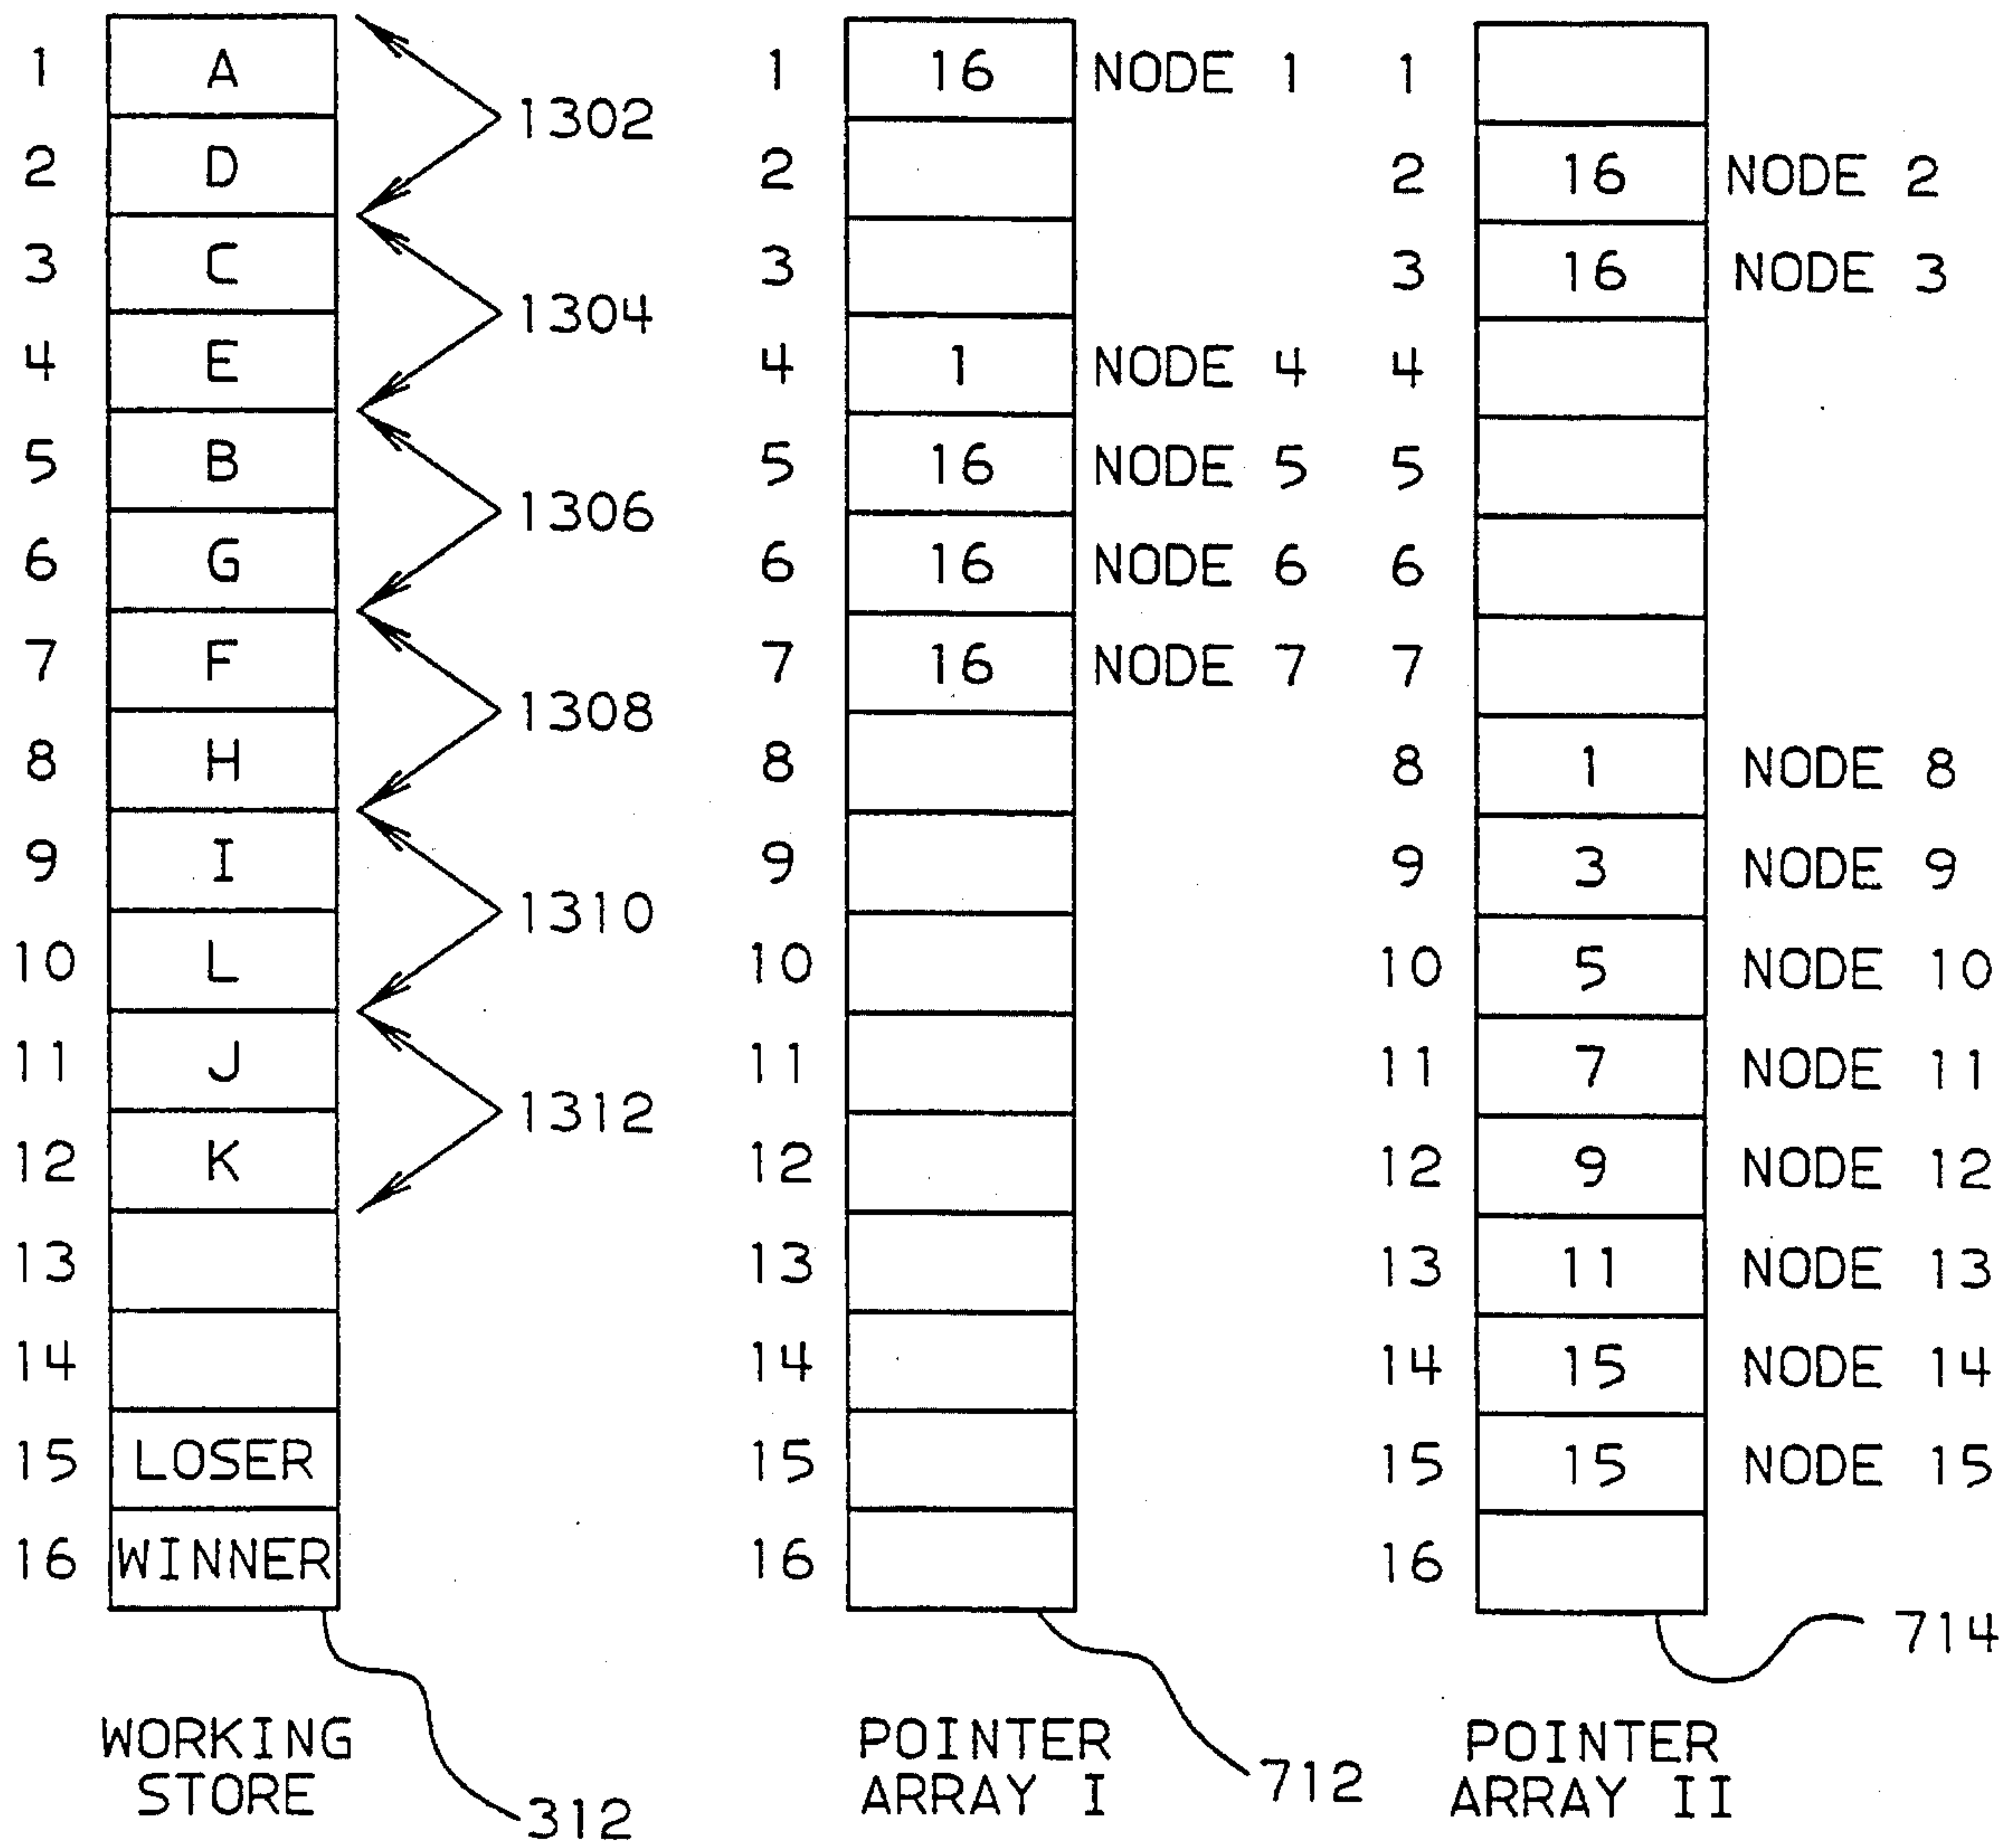 1 A 1 16 NODE 1 1
1302
2 D 2 2 16 NODE 2
3 C 3 3 16 NODE 3
1304
4 E 4 1 NODE 4 4
5 B 5 16 NODE 5 5
1306
6 G 6 16 NODE 6 6
7 F 7 16 NODE 7 7
1308
8 H 8 8 1 NODE 8
9 I 9 9 3 NODE 9
1310
10 L 10 10 5 NODE 10
11 J 11 11 7 NODE 11
1312
12 K 12 12 9 NODE 12
13 13 13 11 NODE 13
14 14 14 15 NODE 14
15 LOSER 15 15 15 NODE 15
16 WINNER 16 16
714
WORKING STORE
312
POINTER ARRAY I
712
POINTER ARRAY II